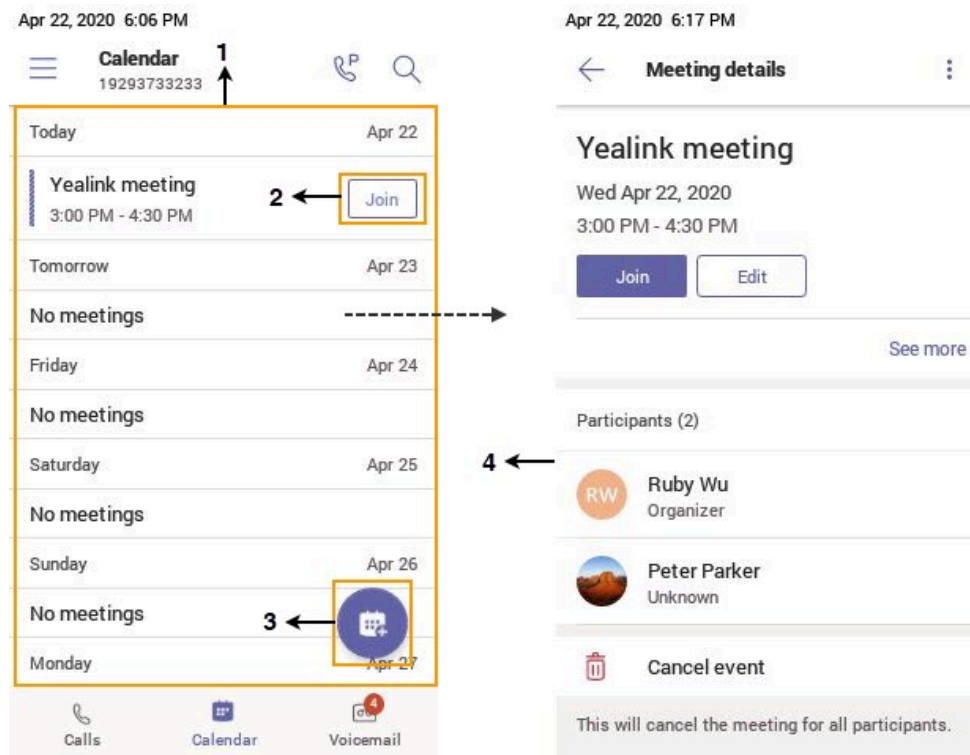 Apr 22, 2020 6:06 PM
Calendar
19293733233
1
Today Apr 22
Yealink meeting
3:00 PM - 4:30 PM
2
Join
Tomorrow Apr 23
No meetings
Friday Apr 24
No meetings
Saturday Apr 25
No meetings
Sunday Apr 26
No meetings
3
Monday Apr 27
Calls
Calendar
4
Voicemail
Apr 22, 2020 6:17 PM
Meeting details
Yealink meeting
Wed Apr 22, 2020
3:00 PM - 4:30 PM
Join
Edit
See more
Participants (2)
4
RW
Ruby Wu
Organizer
Peter Parker
Unknown
Cancel event
This will cancel the meeting for all participants.